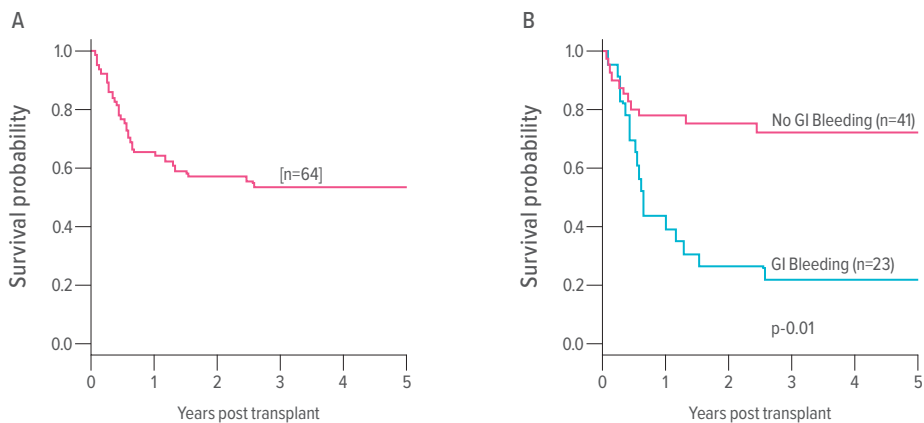 A
Survival probability
1.0
0.8
0.6
0.4
0.2
0.0
[n=64]
0 1 2 3 4 5
Years post transplant
B
Survival probability
1.0
0.8
0.6
0.4
0.2
0.0
No GI Bleeding (n=41)
GI Bleeding (n=23)
p-0.01
0 1 2 3 4 5
Years post transplant